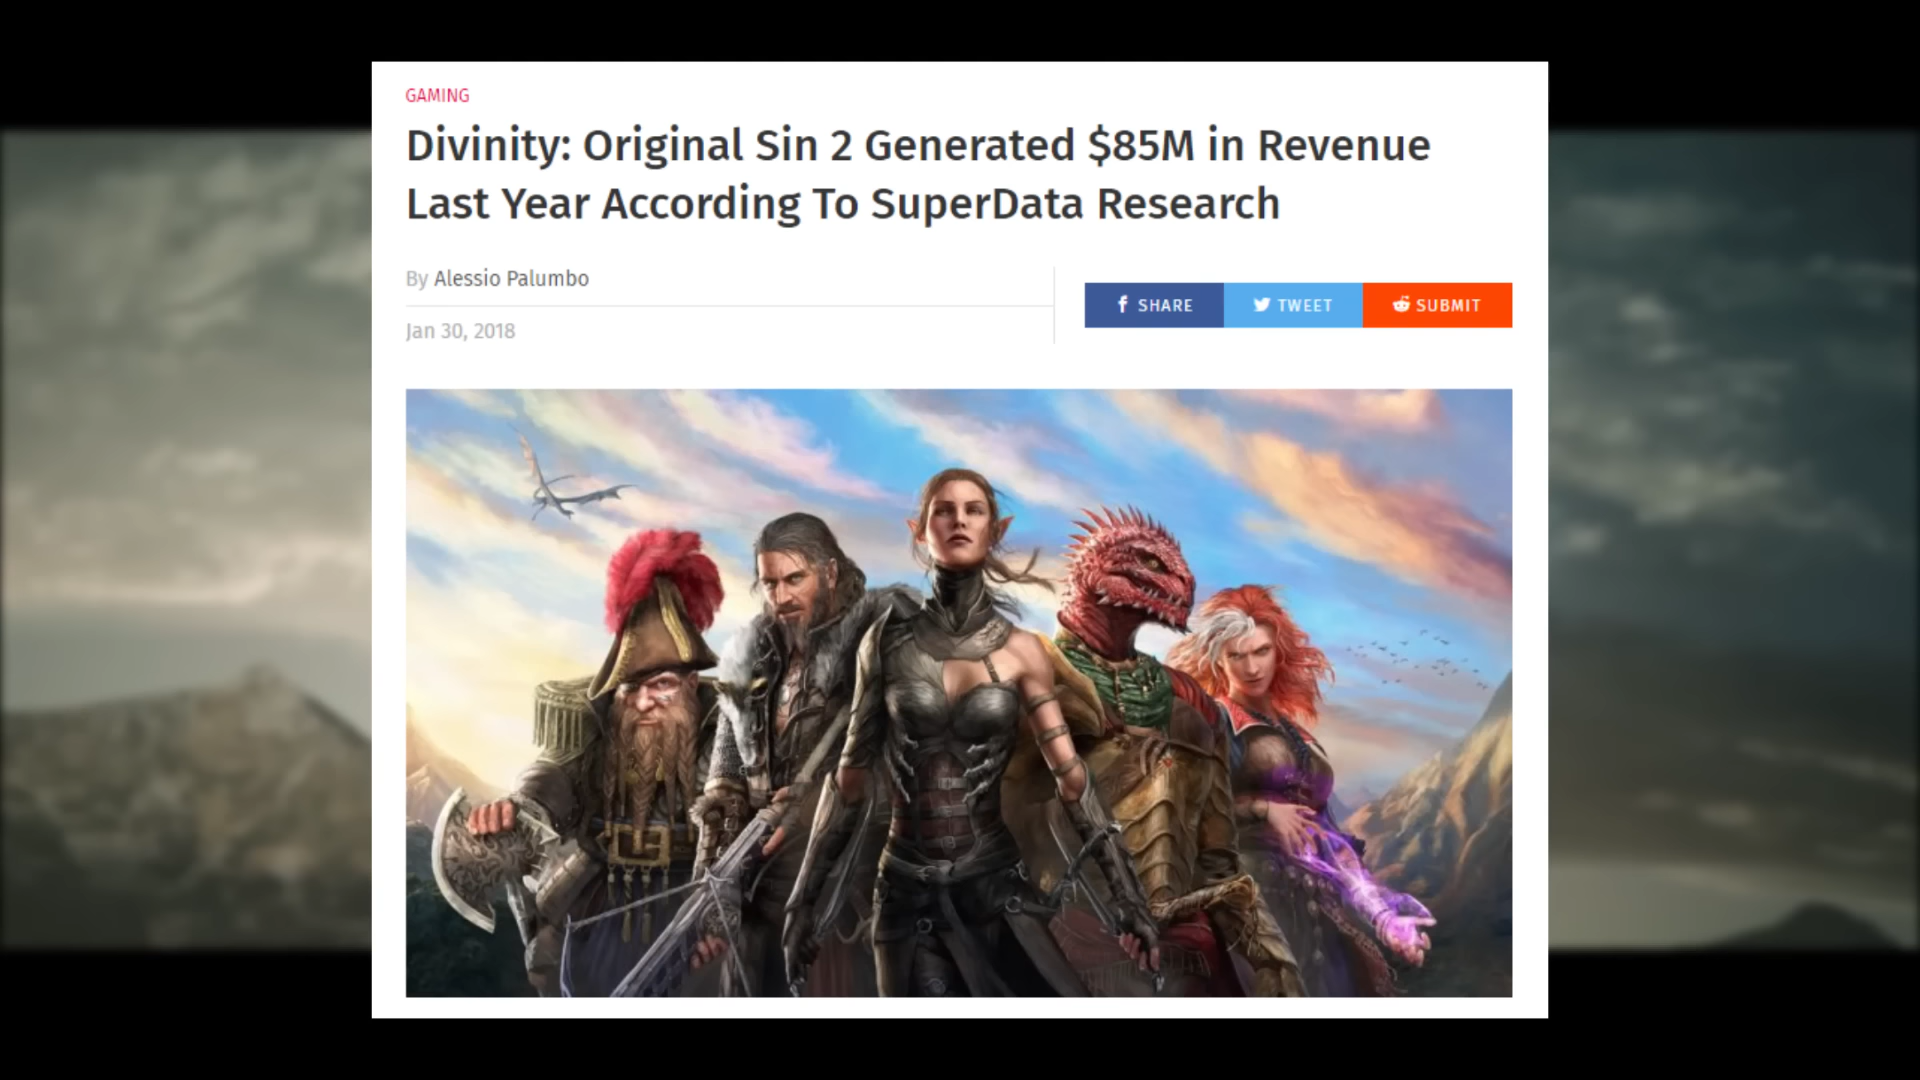 GAMING
Divinity: Original Sin 2 Generated $85M in Revenue
Last Year According To SuperData Research
By Alessio Palumbo
Jan 30, 2018
SHARE
TWEET
SUBMIT